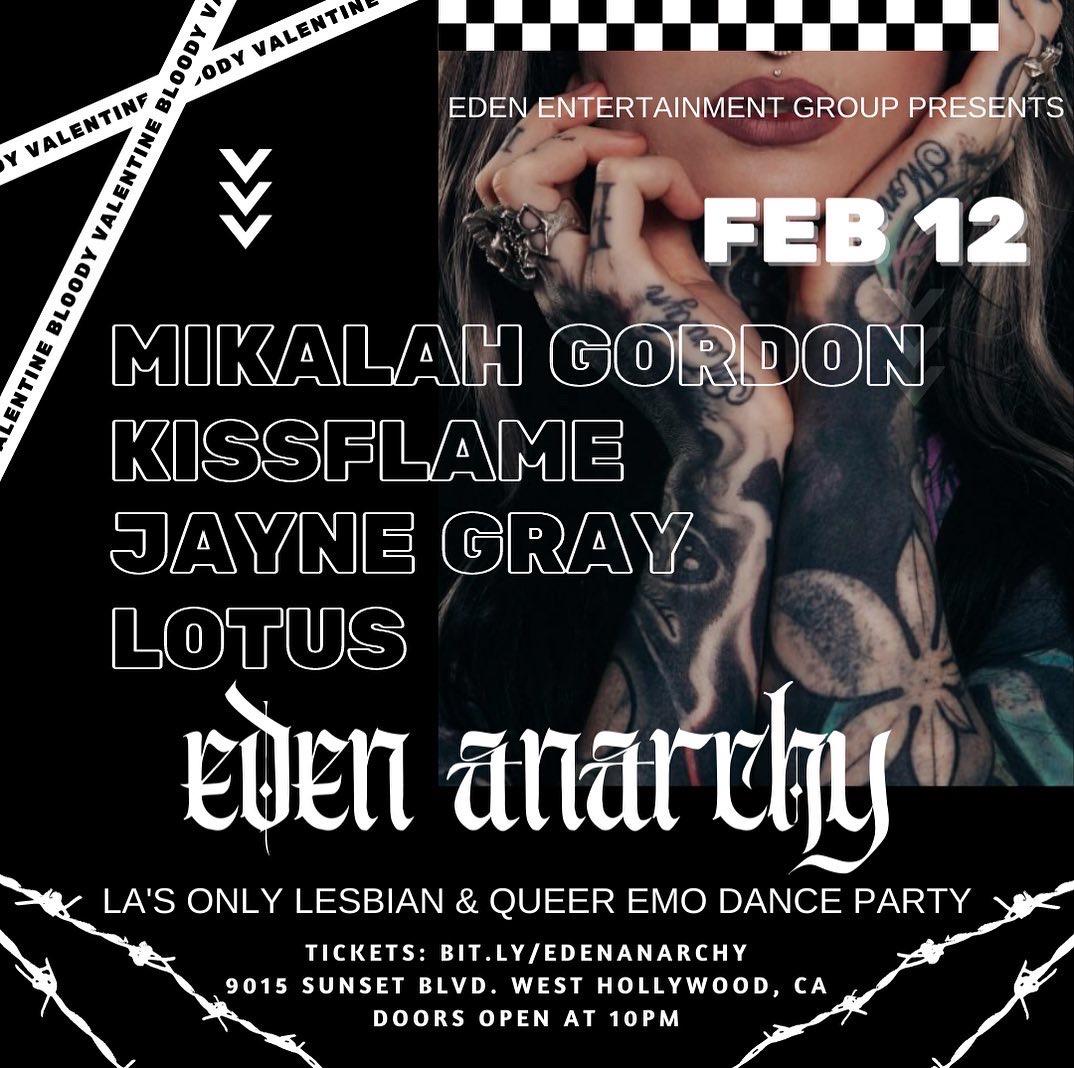 BLOODY VALENTINE
VALENTINE BLOODY VALENTINE BLOODY
EDEN ENTERTAINMENT GROUP PRESENTS
FEB 12
MIKALAH GORDON
KISSFLAME
JAYNE GRAY
LOTUS
eden anarchy
LA'S ONLY LESBIAN & QUEER EMO DANCE PARTY
TICKETS: BIT.LY/EDENANARCHY
9015 SUNSET BLVD. WEST HOLLYWOOD, CA
DOORS OPEN AT 10PM